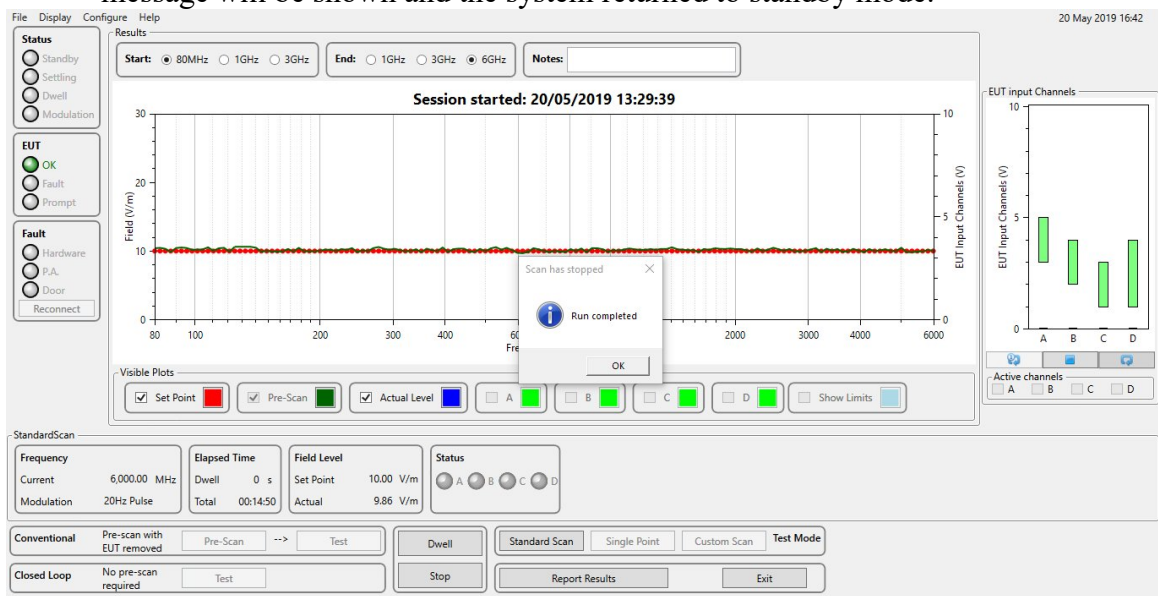 message will be shown and the system returned to standby mode.
File Display Configure Help
20 May 2019 16:42
Status
Standby
Settling
Dwell
Modulation
EUT
OK
Fault
Prompt
Fault
Hardware
P.A.
Door
Reconnect
Results
Start: 80MHz 1GHz 3GHz
End: 1GHz 3GHz 6GHz
Notes:
Session started: 20/05/2019 13:29:39
Field (V/m)
30
20
10
0
80 100 200 300 400 2000 3000 4000 6000
10
5
0
EUT Input Channels (V)
Scan has stopped
Run completed
OK
Visible Plots
Set Point Pre-Scan Actual Level A B C D Show Limits
EUT input Channels
EUT Input Channels (V)
10
5
0
A B C D
Active channels
A B C D
StandardScan
Frequency
Current 6,000.00 MHz
Modulation 20Hz Pulse
Elapsed Time
Dwell 0 s
Total 00:14:50
Field Level
Set Point 10.00 V/m
Actual 9.86 V/m
Status
A B C D
Conventional
Pre-scan with
EUT removed
Pre-Scan --> Test
Closed Loop
No pre-scan
required
Test
Dwell
Stop
Standard Scan Single Point Custom Scan Test Mode
Report Results Exit